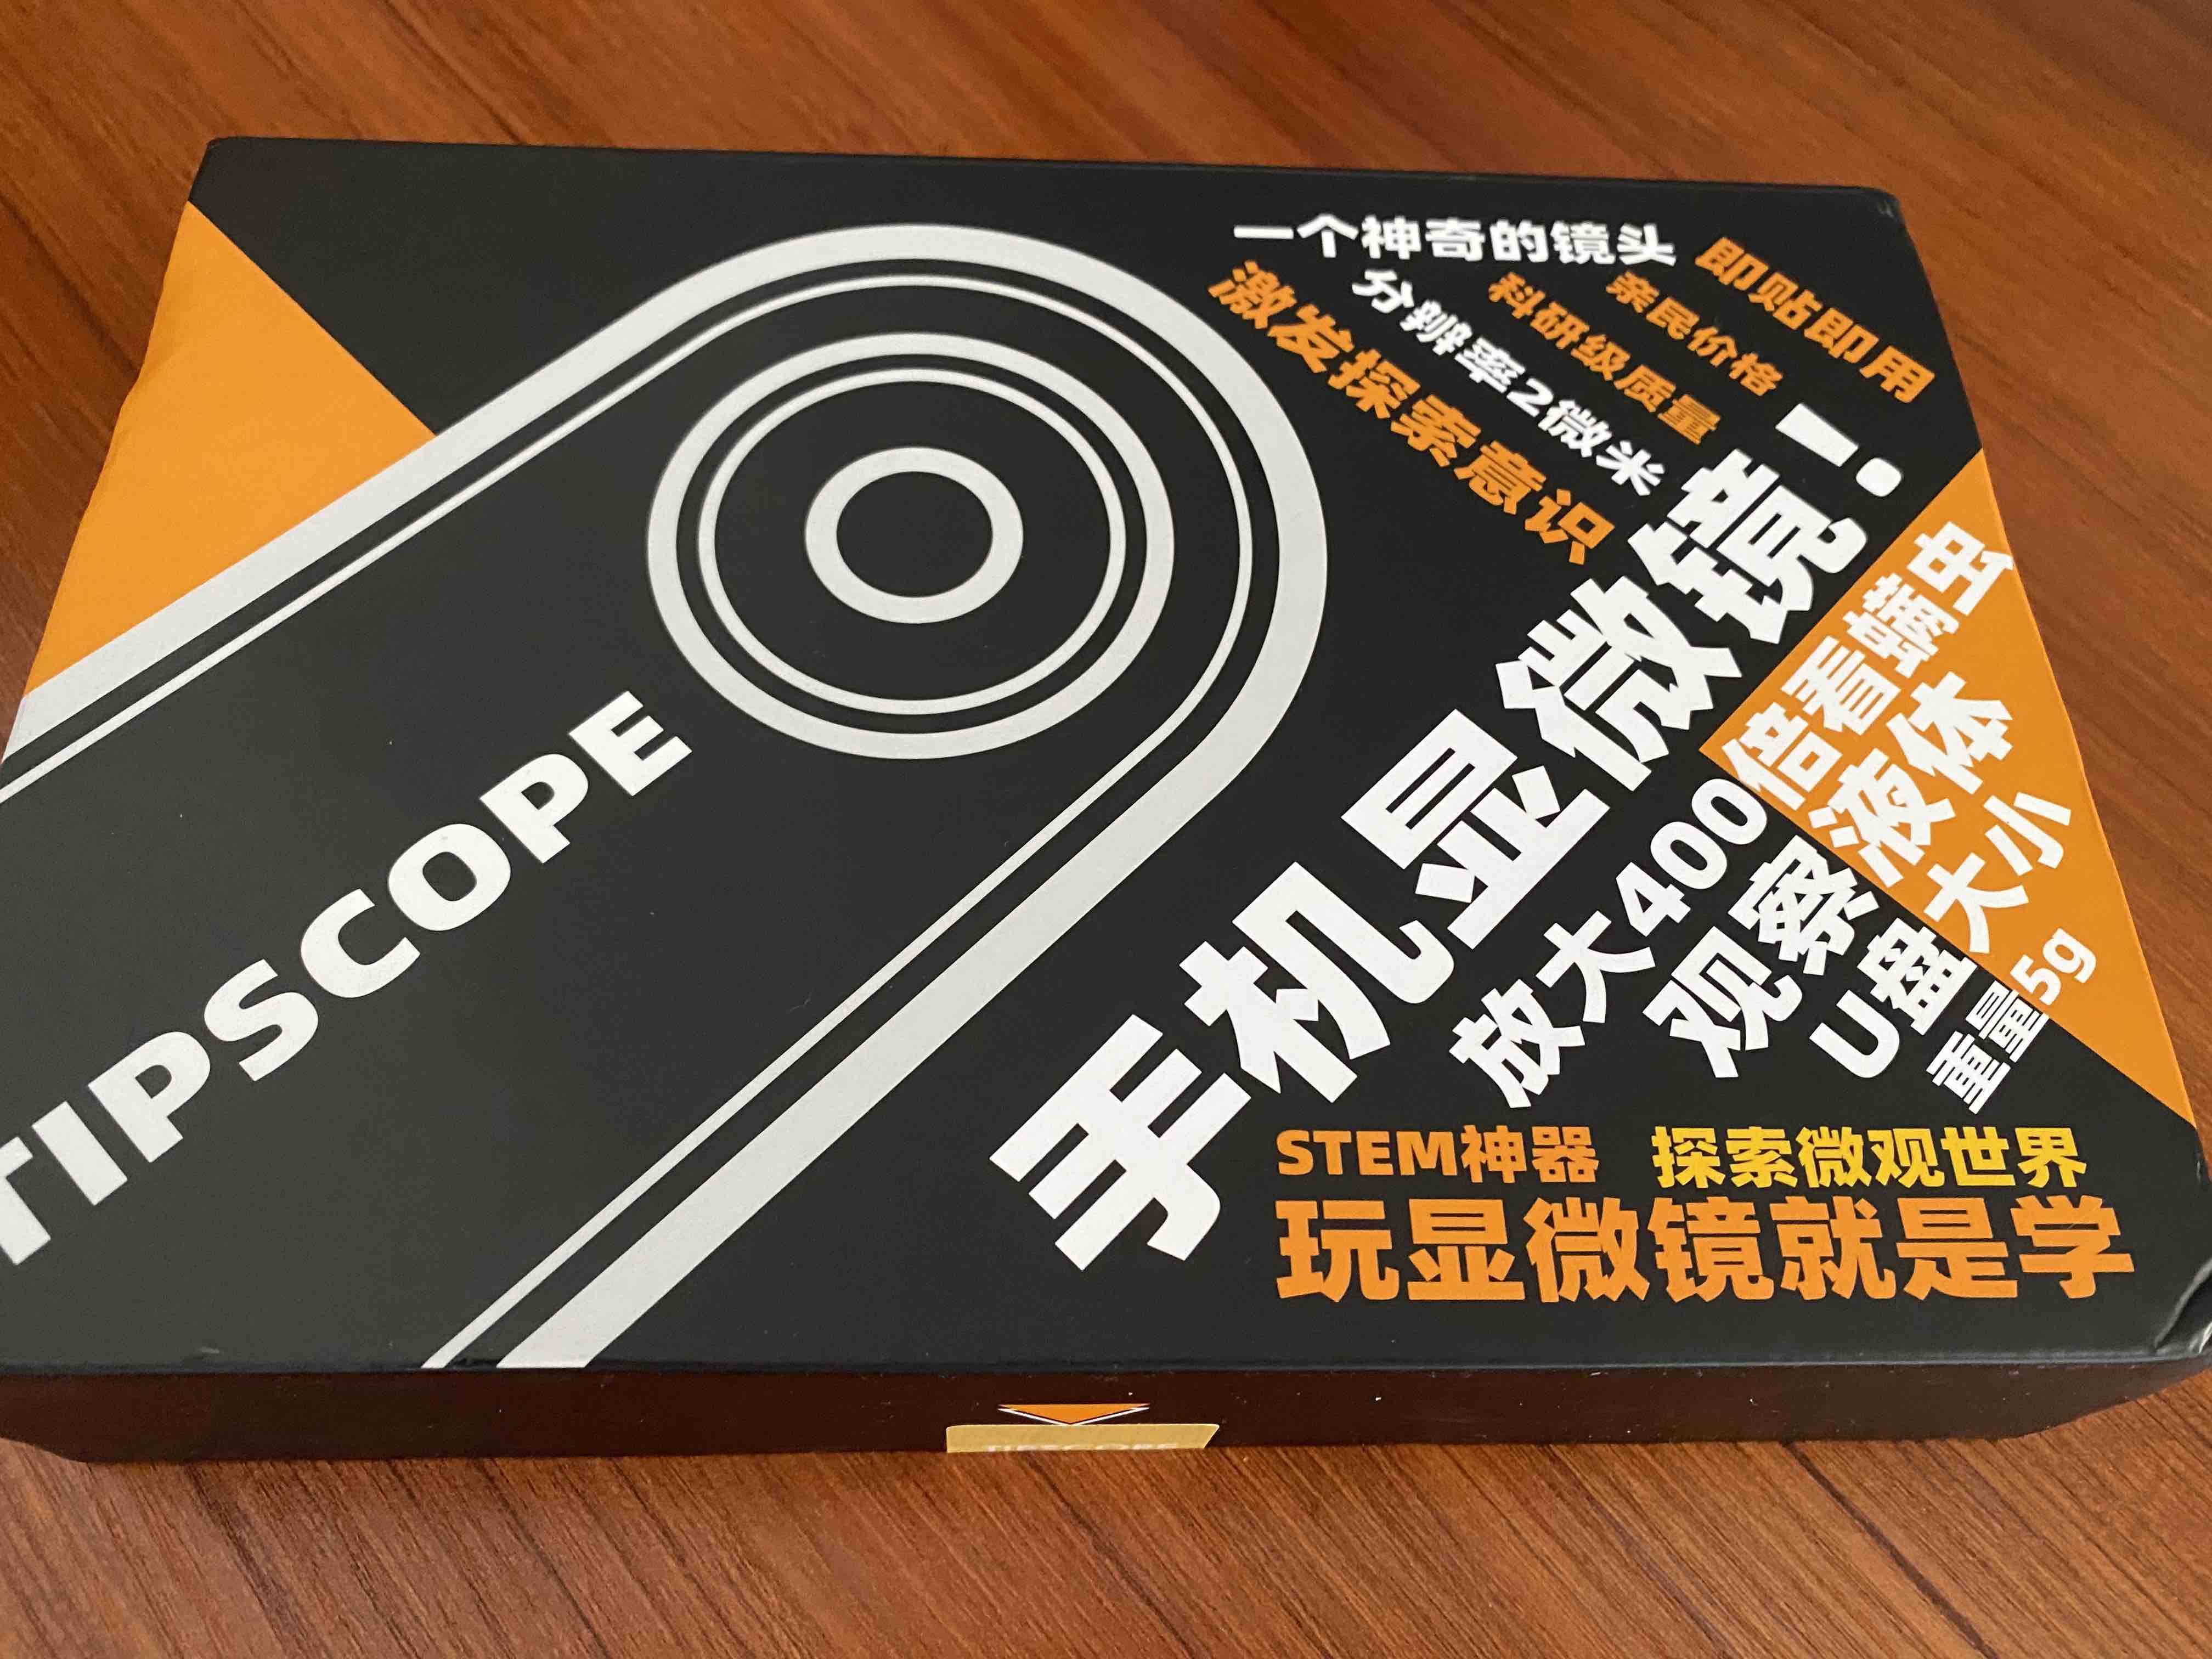 一个神奇的镜头
即贴即用
亲民价格
科研级质量
分辨率2微米
激发探索意识
手机显微镜!
放大400倍看螨虫
观察液体
U盘大小
重量5g
TIPSCOPE
STEM神器 探索微观世界
玩显微镜就是学
TIPSCOPE